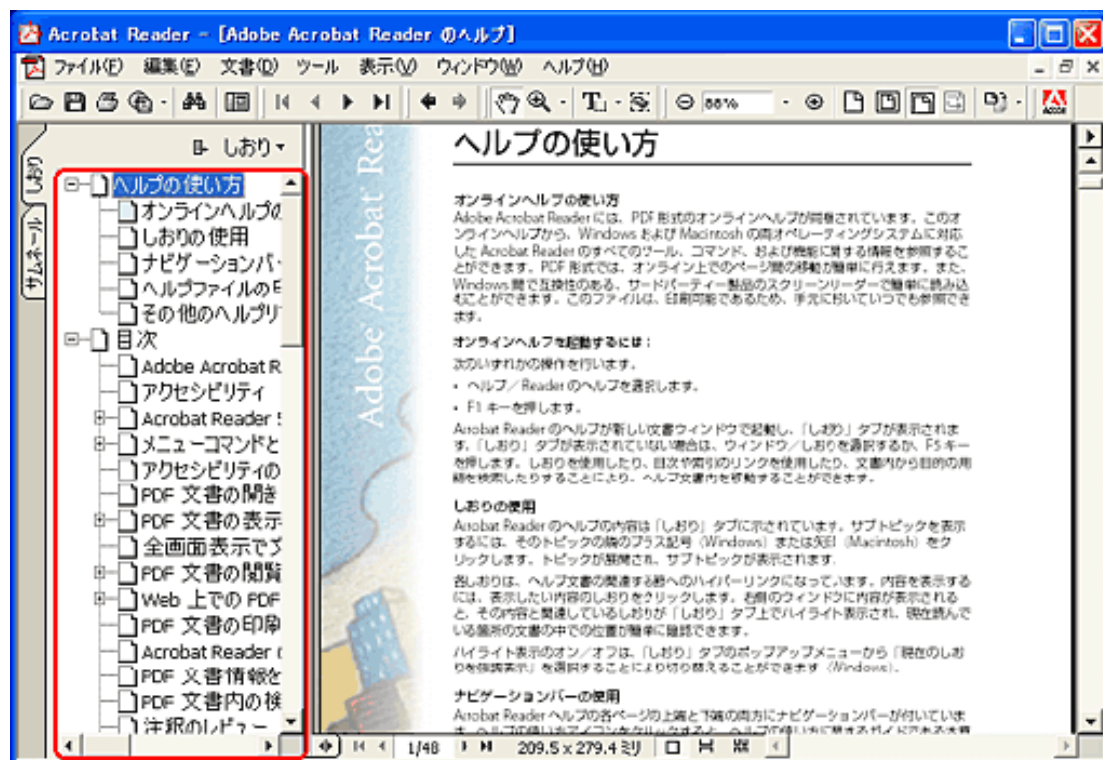 Acrobat Reader - [Adobe Acrobat Reader のヘルプ]
ファイル(F) 編集(E) 文書(D) ツール 表示(V) ウィンドウ(W) ヘルプ(H)
88%
しおり
サムネール
しおり
ヘルプの使い方
オンラインヘルプの
しおりの使用
ナビゲーションバ
ヘルプファイルの
その他のヘルプリ
目次
Adobe Acrobat R
アクセシビリティ
Acrobat Reader
メニューコマンドと
アクセシビリティの
PDF 文書の開き
PDF 文書の表示
全画面表示で文
PDF 文書の閲覧
Web 上での PDF
PDF 文書の印刷
Acrobat Reader
PDF 文書情報を
PDF 文書内の検
注釈のレビュー
Adobe Acrobat Rea
ヘルプの使い方
オンラインヘルプの使い方
Adobe Acrobat Reader には、PDF 形式のオンラインヘルプが同梱されています。このオ
ンラインヘルプから、Windows および Macintosh の両オペレーティングシステムに対応
した Acrobat Reader のすべてのツール、コマンド、および機能に関する情報を参照するこ
とができます。PDF 形式では、オンライン上でのページ間の移動が簡単に行えます。また、
Windows 間で互換性のある、サードパーティー製品のスクリーンリーダーで簡単に読み込
むことができます。このファイルは、印刷可能であるため、手元においていつでも参照でき
ます。
オンラインヘルプを起動するには：
次のいずれかの操作を行います。
• ヘルプ／Reader のヘルプを選択します。
• F1 キーを押します。
Acrobat Reader のヘルプが新しい文書ウィンドウで起動し、「しおり」タブが表示されま
す。「しおり」タブが表示されていない場合は、ウィンドウ／しおりを選択するか、F5 キー
を押します。しおりを使用したり、目次や索引のリンクを使用したり、文書内から目的の用
語を検索したりすることにより、ヘルプ文書内を移動することができます。
しおりの使用
Acrobat Reader のヘルプの内容は「しおり」タブに示されています。サブトピックを表示
するには、そのトピックの隣のプラス記号（Windows）または矢印（Macintosh）をク
リックします。トピックが展開され、サブトピックが表示されます.
各しおりは、ヘルプ文書の関連する節へのハイパーリンクになっています。内容を表示する
には、表示したい内容のしおりをクリックします。右側のウィンドウに内容が表示される
と、その内容と関連しているしおりが「しおり」タブ上でハイライト表示され、現在読んで
いる箇所の文書の中での位置が簡単に確認できます。
ハイライト表示のオン／オフは、「しおり」タブのポップアップメニューから「現在のしお
りを強調表示」を選択することにより切り替えることができます（Windows）.
ナビゲーションバーの使用
Acrobat Reader ヘルプの各ページの上端と下端の両方にナビゲーションバーが付いていま
1/48 209.5 x 279.4 ミリ